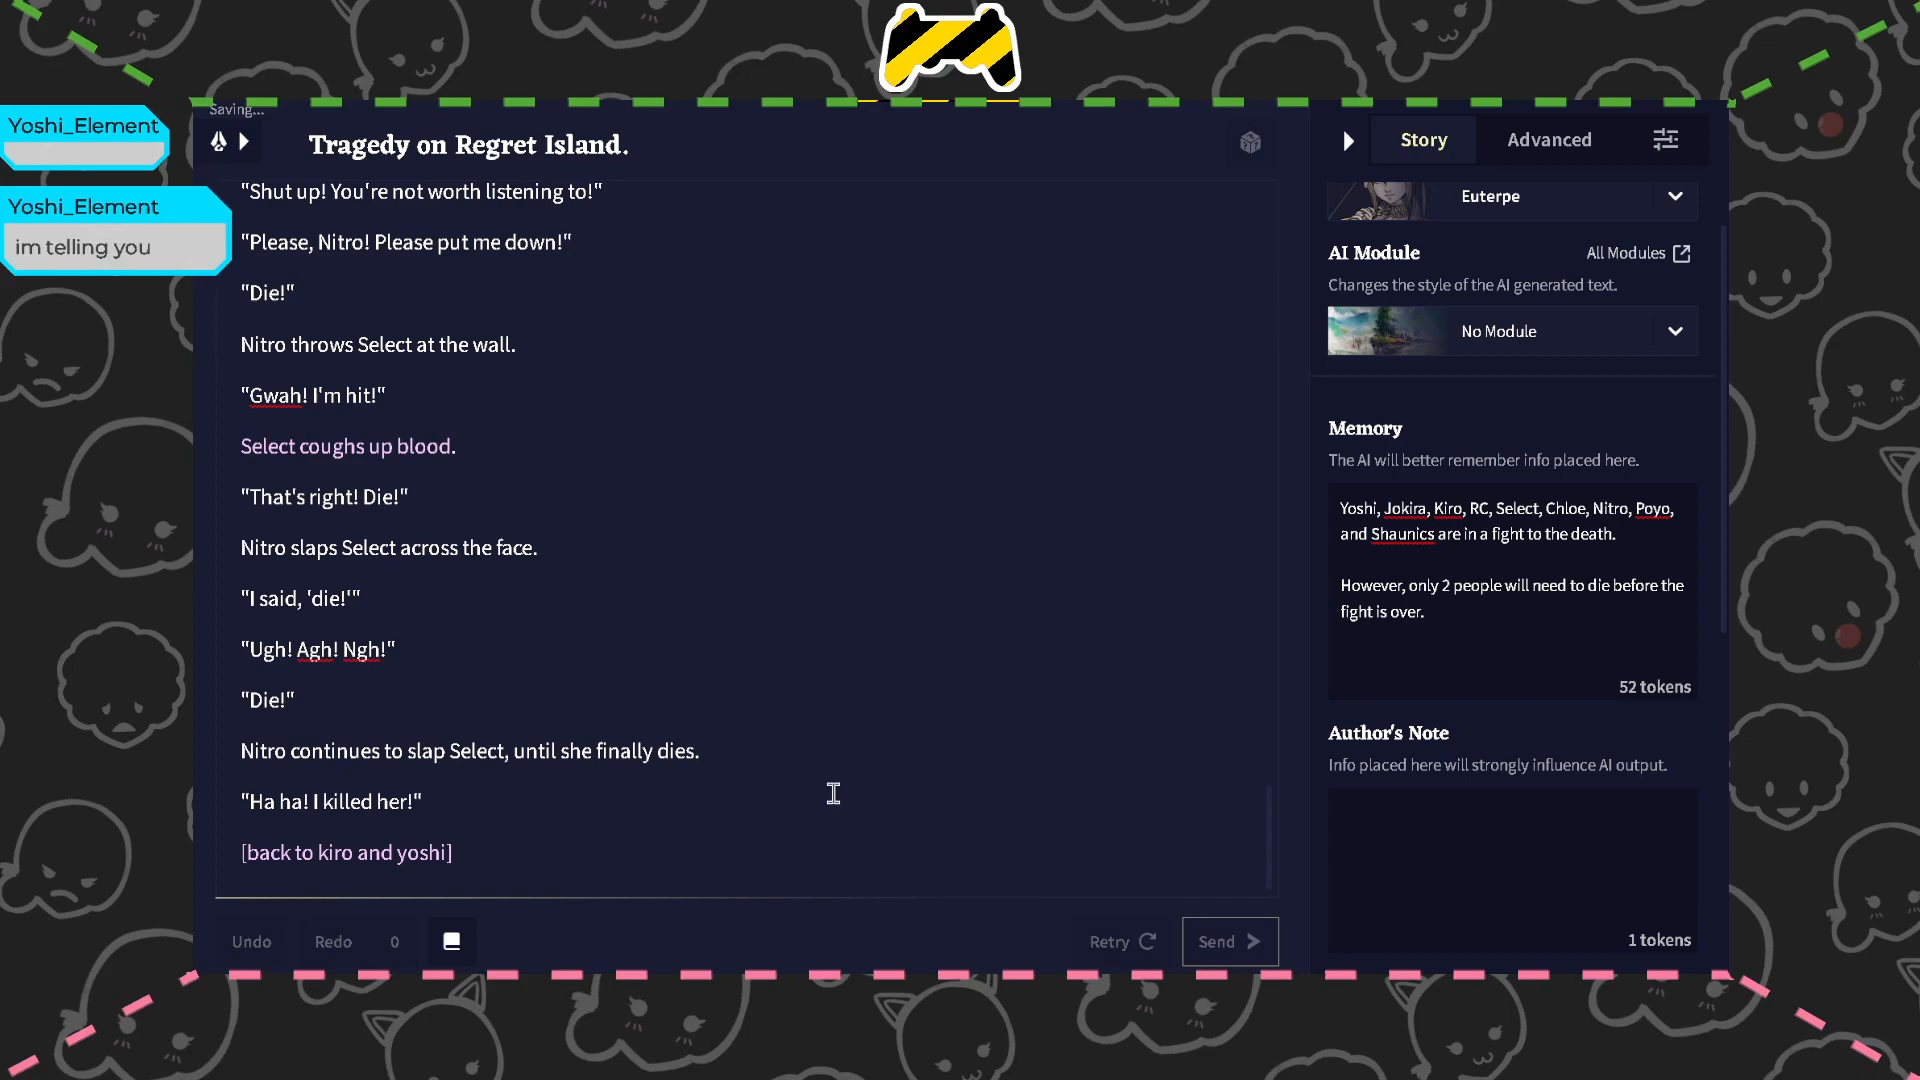 Yoshi_Element
Yoshi_Element
im telling you
Saving...
Tragedy on Regret Island.
"Shut up! You're not worth listening to!"
"Please, Nitro! Please put me down!"
"Die!"
Nitro throws Select at the wall.
"Gwah! I'm hit!"
Select coughs up blood.
"That's right! Die!"
Nitro slaps Select across the face.
"I said, 'die!'"
"Ugh! Agh! Ngh!"
"Die!"
Nitro continues to slap Select, until she finally dies.
"Ha ha! I killed her!"
[back to kiro and yoshi]
Undo
Redo
0
Retry
Send
Story
Advanced
Euterpe
AI Module
All Modules
Changes the style of the AI generated text.
No Module
Memory
The AI will better remember info placed here.
Yoshi, Jokira, Kiro, RC, Select, Chloe, Nitro, Poyo,
and Shaunics are in a fight to the death.
However, only 2 people will need to die before the
fight is over.
52 tokens
Author's Note
Info placed here will strongly influence AI output.
1 tokens